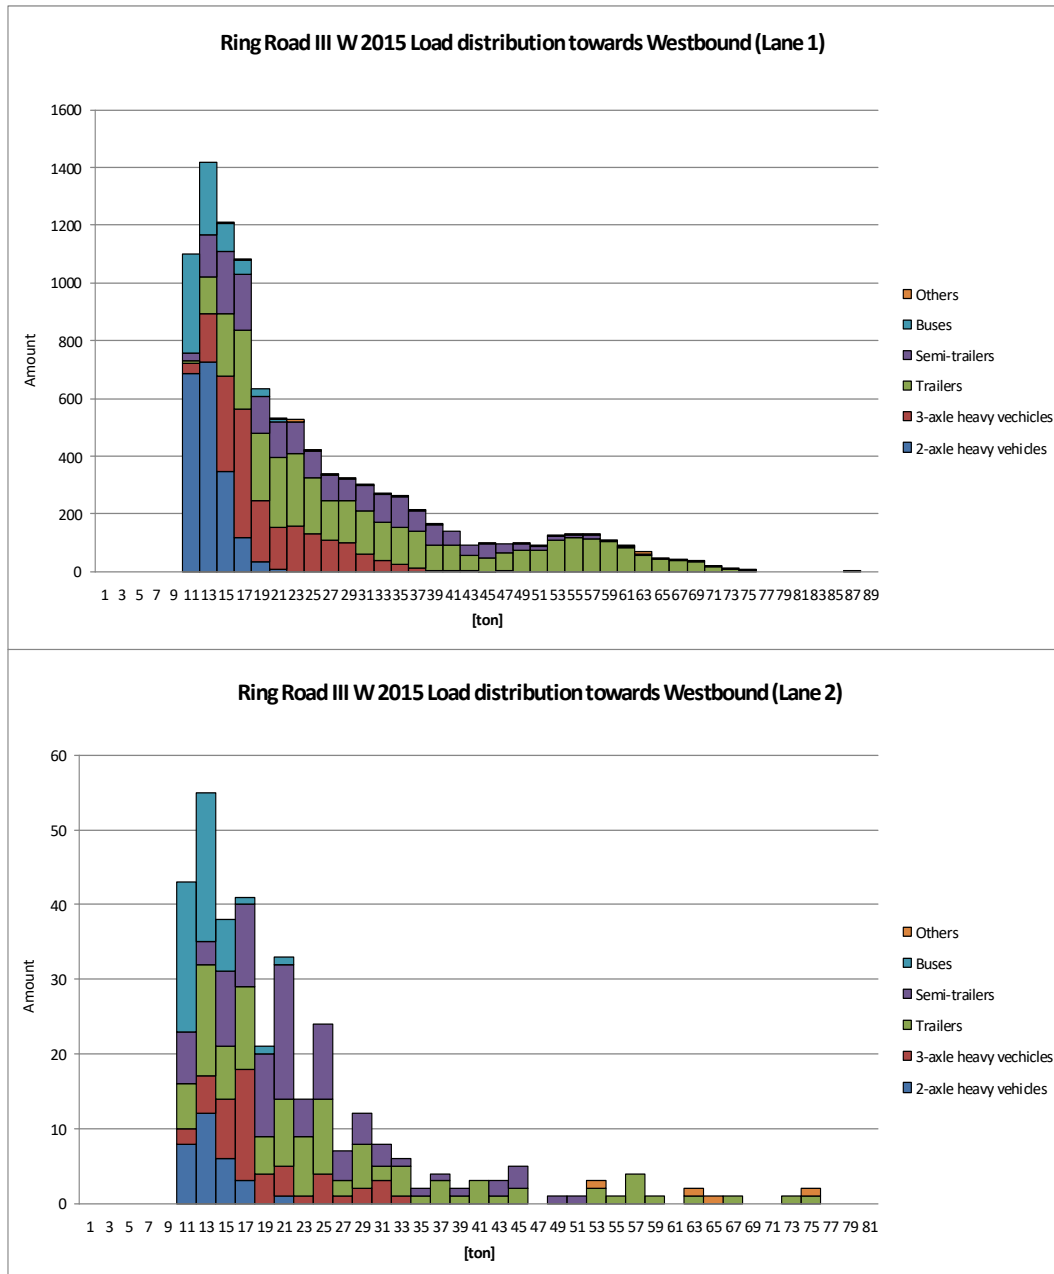 Ring Road III W 2015 Load distribution towards Westbound (Lane 1)
1600
1400
1200
1000
800
600
400
200
0
Amount
Others
Buses
Semi-trailers
Trailers
3-axle heavy vechicles
2-axle heavy vehicles
1 3 5 7 9 11 13 15 17 19 21 23 25 27 29 31 33 35 37 39 41 43 45 47 49 51 53 55 57 59 61 63 65 67 69 71 73 75 77 79 81 83 85 87 89
[ton]
Ring Road III W 2015 Load distribution towards Westbound (Lane 2)
60
50
40
30
20
10
0
Amount
Others
Buses
Semi-trailers
Trailers
3-axle heavy vechicles
2-axle heavy vehicles
1 3 5 7 9 11 13 15 17 19 21 23 25 27 29 31 33 35 37 39 41 43 45 47 49 51 53 55 57 59 61 63 65 67 69 71 73 75 77 79 81
[ton]